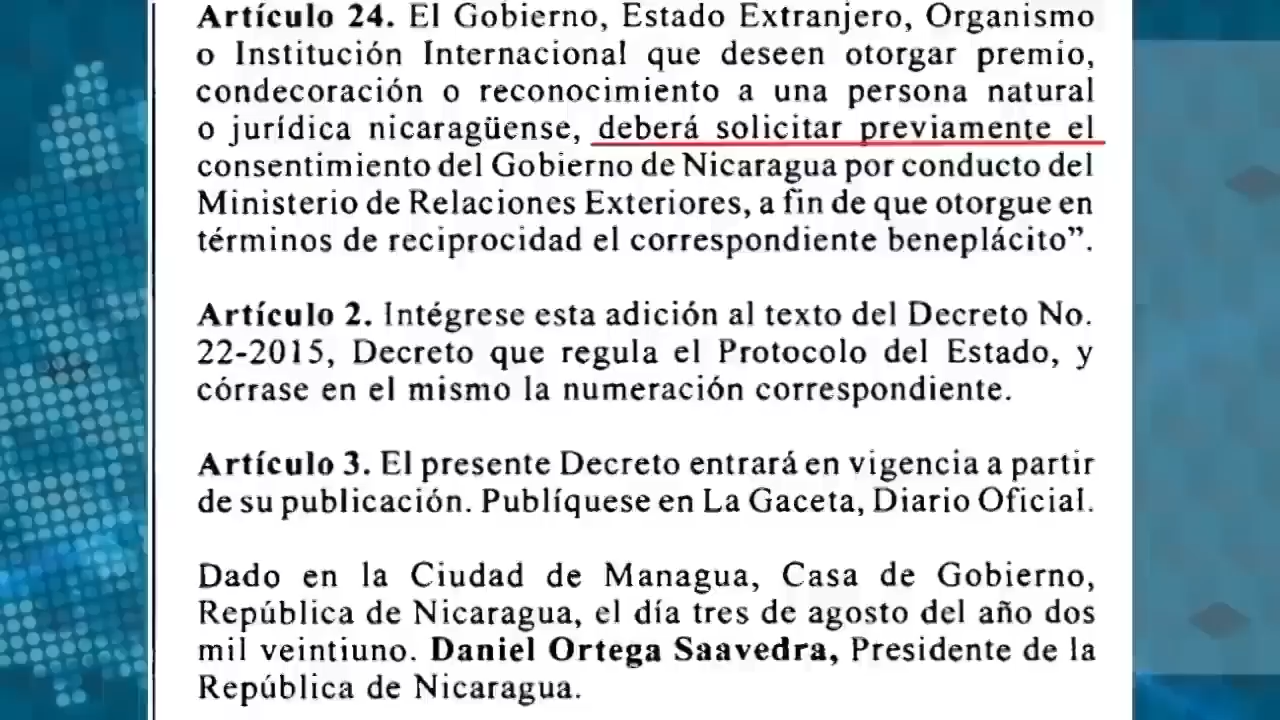 Artículo 24. El Gobierno, Estado Extranjero, Organismo
o Institución Internacional que deseen otorgar premio,
condecoración o reconocimiento a una persona natural
o jurídica nicaragüense, deberá solicitar previamente el
consentimiento del Gobierno de Nicaragua por conducto del
Ministerio de Relaciones Exteriores, a fin de que otorgue en
términos de reciprocidad el correspondiente beneplácito”.
Artículo 2. Intégrese esta adición al texto del Decreto No.
22-2015, Decreto que regula el Protocolo del Estado, y
córrase en el mismo la numeración correspondiente.
Artículo 3. El presente Decreto entrará en vigencia a partir
de su publicación. Publíquese en La Gaceta, Diario Oficial.
Dado en la Ciudad de Managua, Casa de Gobierno,
República de Nicaragua, el día tres de agosto del año dos
mil veintiuno. Daniel Ortega Saavedra, Presidente de la
República de Nicaragua.